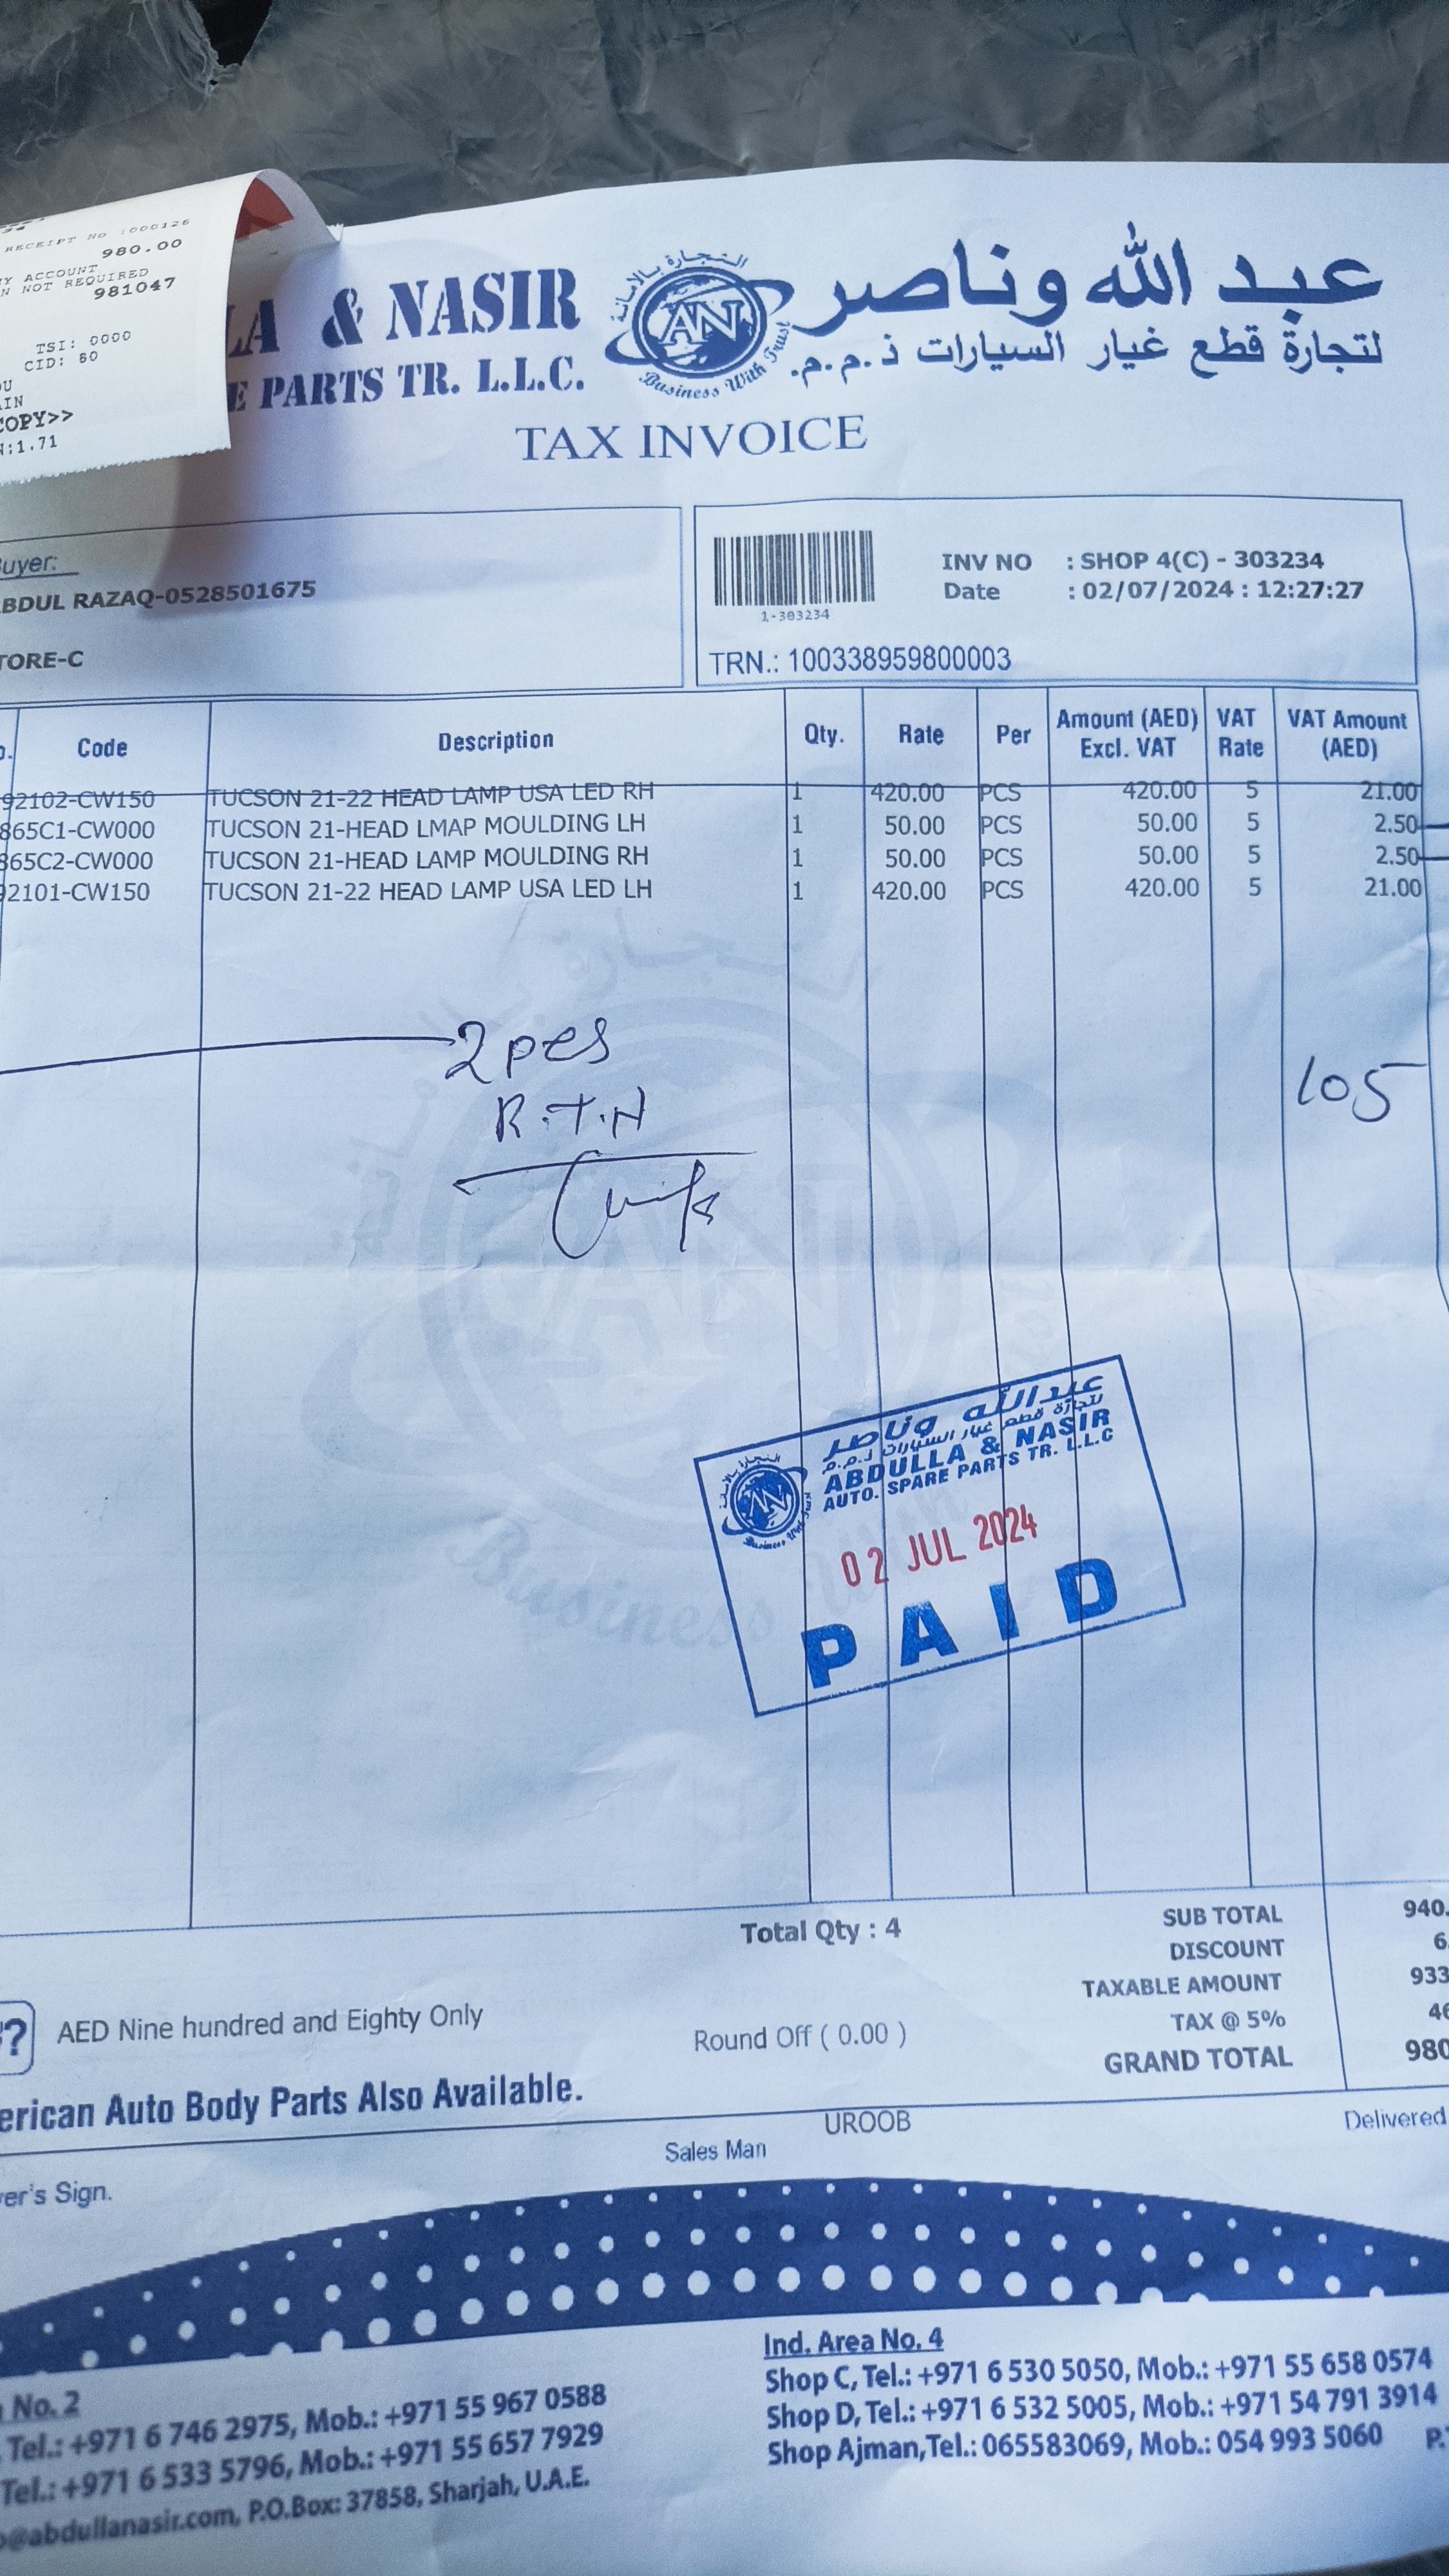 RECEIPT NO :000126
980.00
ACCOUNT
NOT REQUIRED
981047
TSI: 0000
CID: 80
COPY>>
:1.71
LA & NASIR
E PARTS TR. L.L.C.
التجارة بالأمانة
AN
Business With Trust
عبد الله وناصر
لتجارة قطع غيار السيارات ذ.م.م.
TAX INVOICE
uyer:
BDUL RAZAQ-0528501675
TORE-C
1-303234
INV NO : SHOP 4(C) - 303234
Date : 02/07/2024 : 12:27:27
TRN.: 100338959800003
o. Code Description Qty. Rate Per Amount (AED) Excl. VAT VAT Rate VAT Amount (AED)
92102-CW150 TUCSON 21-22 HEAD LAMP USA LED RH 1 420.00 PCS 420.00 5 21.00
865C1-CW000 TUCSON 21-HEAD LMAP MOULDING LH 1 50.00 PCS 50.00 5 2.50
865C2-CW000 TUCSON 21-HEAD LAMP MOULDING RH 1 50.00 PCS 50.00 5 2.50
92101-CW150 TUCSON 21-22 HEAD LAMP USA LED LH 1 420.00 PCS 420.00 5 21.00
2 pcs
R.T.N
105
عبدالله وناصر
لتجارة قطع غيار السيارات ذ.م.م
ABDULLA & NASIR
AUTO. SPARE PARTS TR. L.L.C
02 JUL 2024
PAID
Business
Total Qty : 4
SUB TOTAL 940.
DISCOUNT 6.
TAXABLE AMOUNT 933
TAX @ 5% 46
GRAND TOTAL 980
? AED Nine hundred and Eighty Only
Round Off ( 0.00 )
erican Auto Body Parts Also Available.
UROOB
Sales Man
Delivered
er's Sign.
No. 2
Tel.: +971 6 746 2975, Mob.: +971 55 967 0588
Tel.: +971 6 533 5796, Mob.: +971 55 657 7929
o@abdullanasir.com, P.O.Box: 37858, Sharjah, U.A.E.
Ind. Area No. 4
Shop C, Tel.: +971 6 530 5050, Mob.: +971 55 658 0574
Shop D, Tel.: +971 6 532 5005, Mob.: +971 54 791 3914
Shop Ajman, Tel.: 065583069, Mob.: 054 993 5060
P.